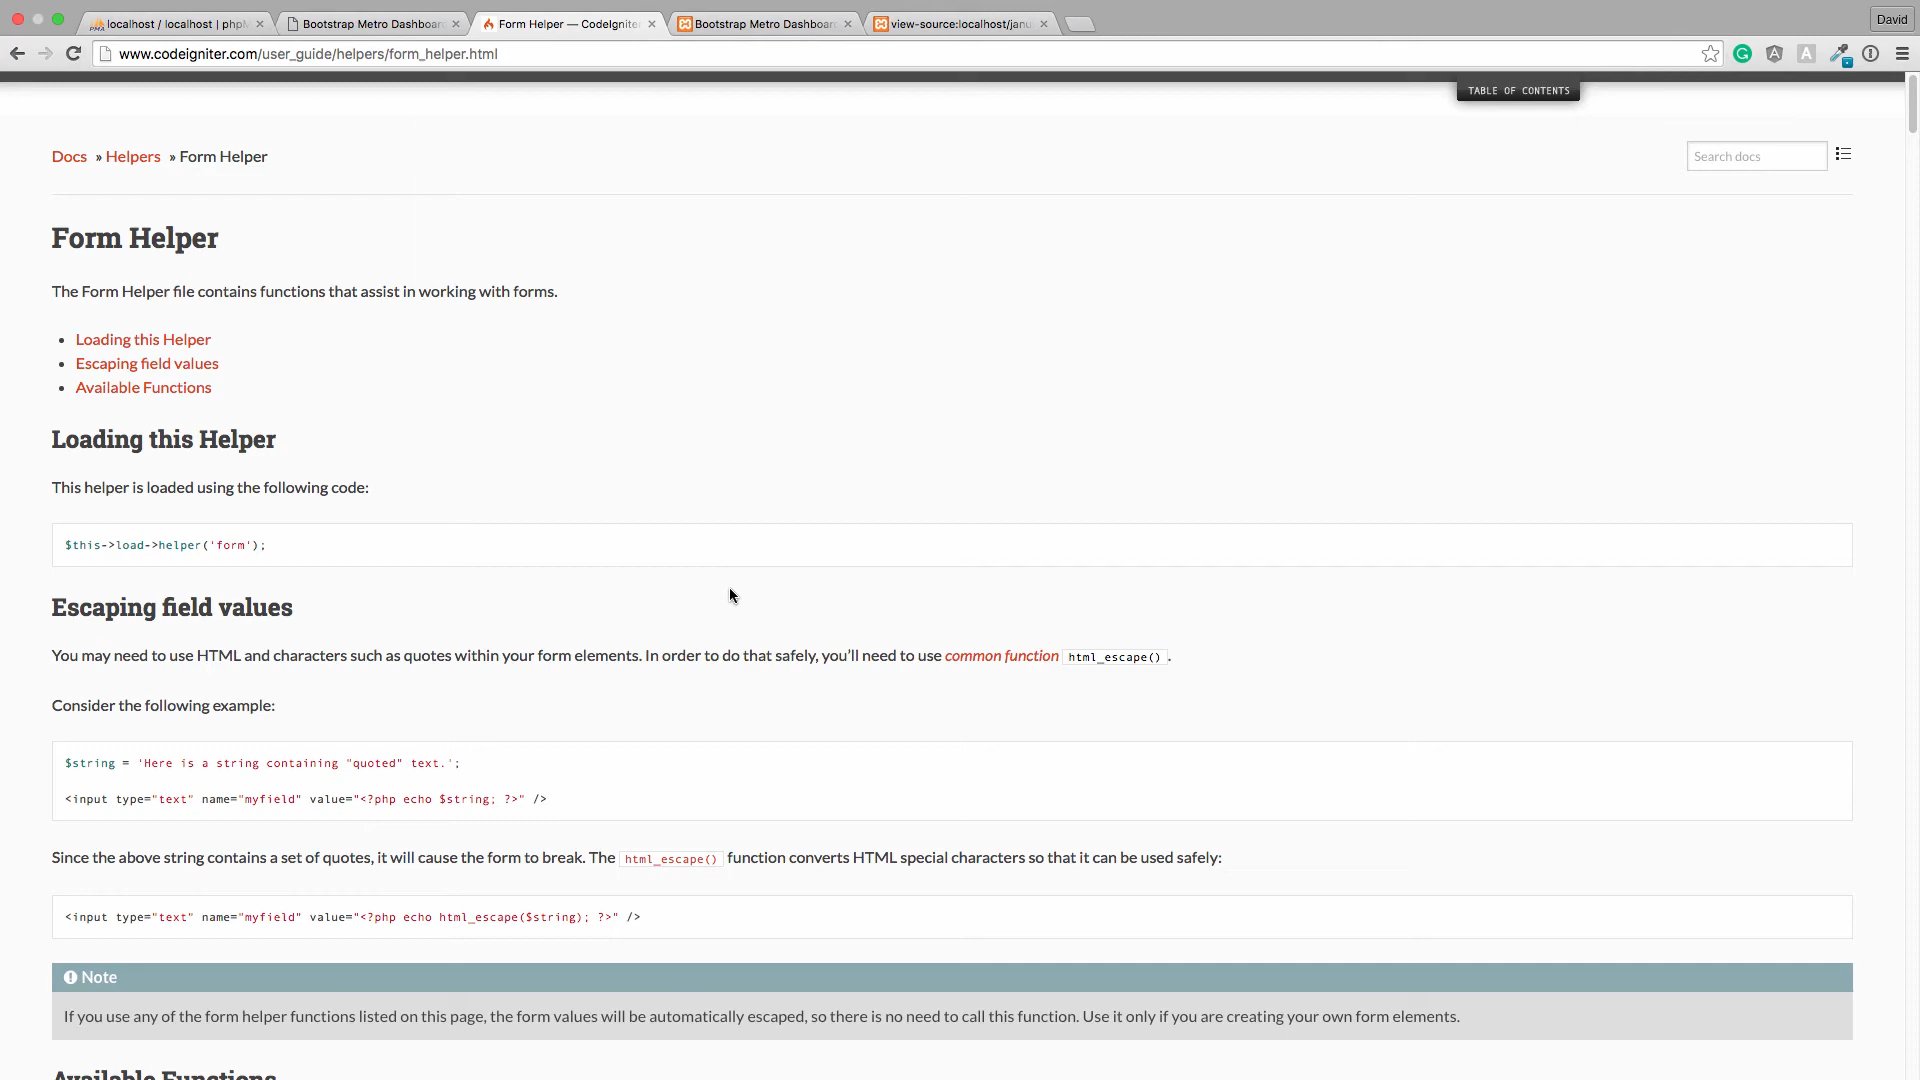 localhost / localhost | phpM
Bootstrap Metro Dashboard
Form Helper — CodeIgniter
Bootstrap Metro Dashboard
view-source:localhost/janu
David
www.codeigniter.com/user_guide/helpers/form_helper.html
TABLE OF CONTENTS
Docs » Helpers » Form Helper
Search docs
Form Helper
The Form Helper file contains functions that assist in working with forms.
Loading this Helper
Escaping field values
Available Functions
Loading this Helper
This helper is loaded using the following code:
$this->load->helper('form');
Escaping field values
You may need to use HTML and characters such as quotes within your form elements. In order to do that safely, you’ll need to use common function html_escape().
Consider the following example:
$string = 'Here is a string containing "quoted" text.';
<input type="text" name="myfield" value="<?php echo $string; ?>" />
Since the above string contains a set of quotes, it will cause the form to break. The html_escape() function converts HTML special characters so that it can be used safely:
<input type="text" name="myfield" value="<?php echo html_escape($string); ?>" />
Note
If you use any of the form helper functions listed on this page, the form values will be automatically escaped, so there is no need to call this function. Use it only if you are creating your own form elements.
Available Functions